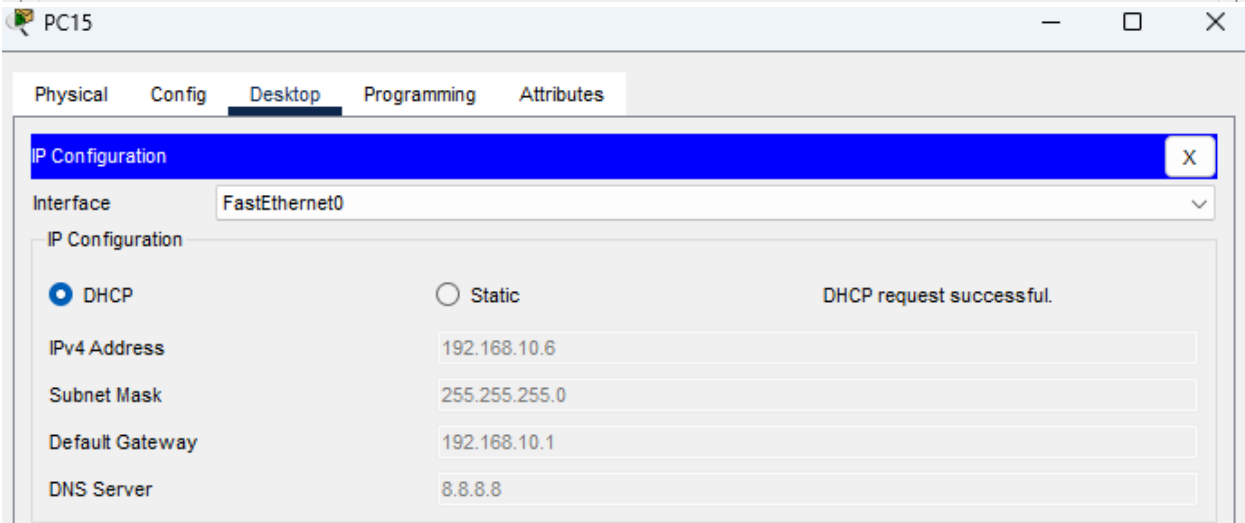 PC15
Physical Config Desktop Programming Attributes
IP Configuration X
Interface FastEthernet0
IP Configuration
DHCP Static DHCP request successful.
IPv4 Address 192.168.10.6
Subnet Mask 255.255.255.0
Default Gateway 192.168.10.1
DNS Server 8.8.8.8